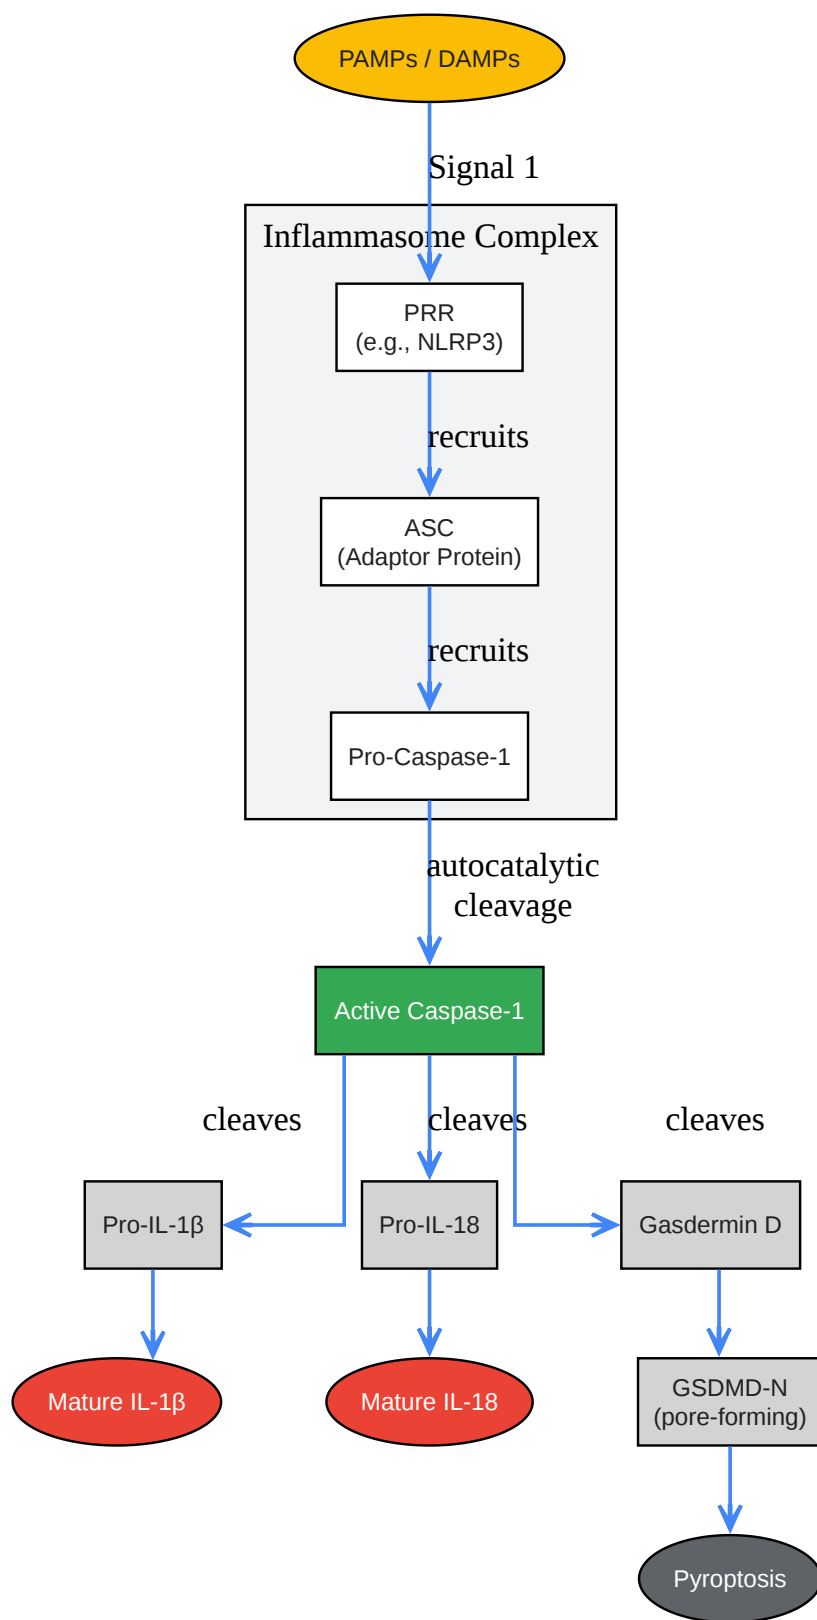 PAMPs / DAMPs
Signal 1
Inflammasome Complex
PRR
(e.g., NLRP3)
recruits
ASC
(Adaptor Protein)
recruits
Pro-Caspase-1
autocatalytic
cleavage
Active Caspase-1
cleaves
cleaves
cleaves
Pro-IL-1β
Pro-IL-18
Gasdermin D
Mature IL-1β
Mature IL-18
GSDMD-N
(pore-forming)
Pyroptosis